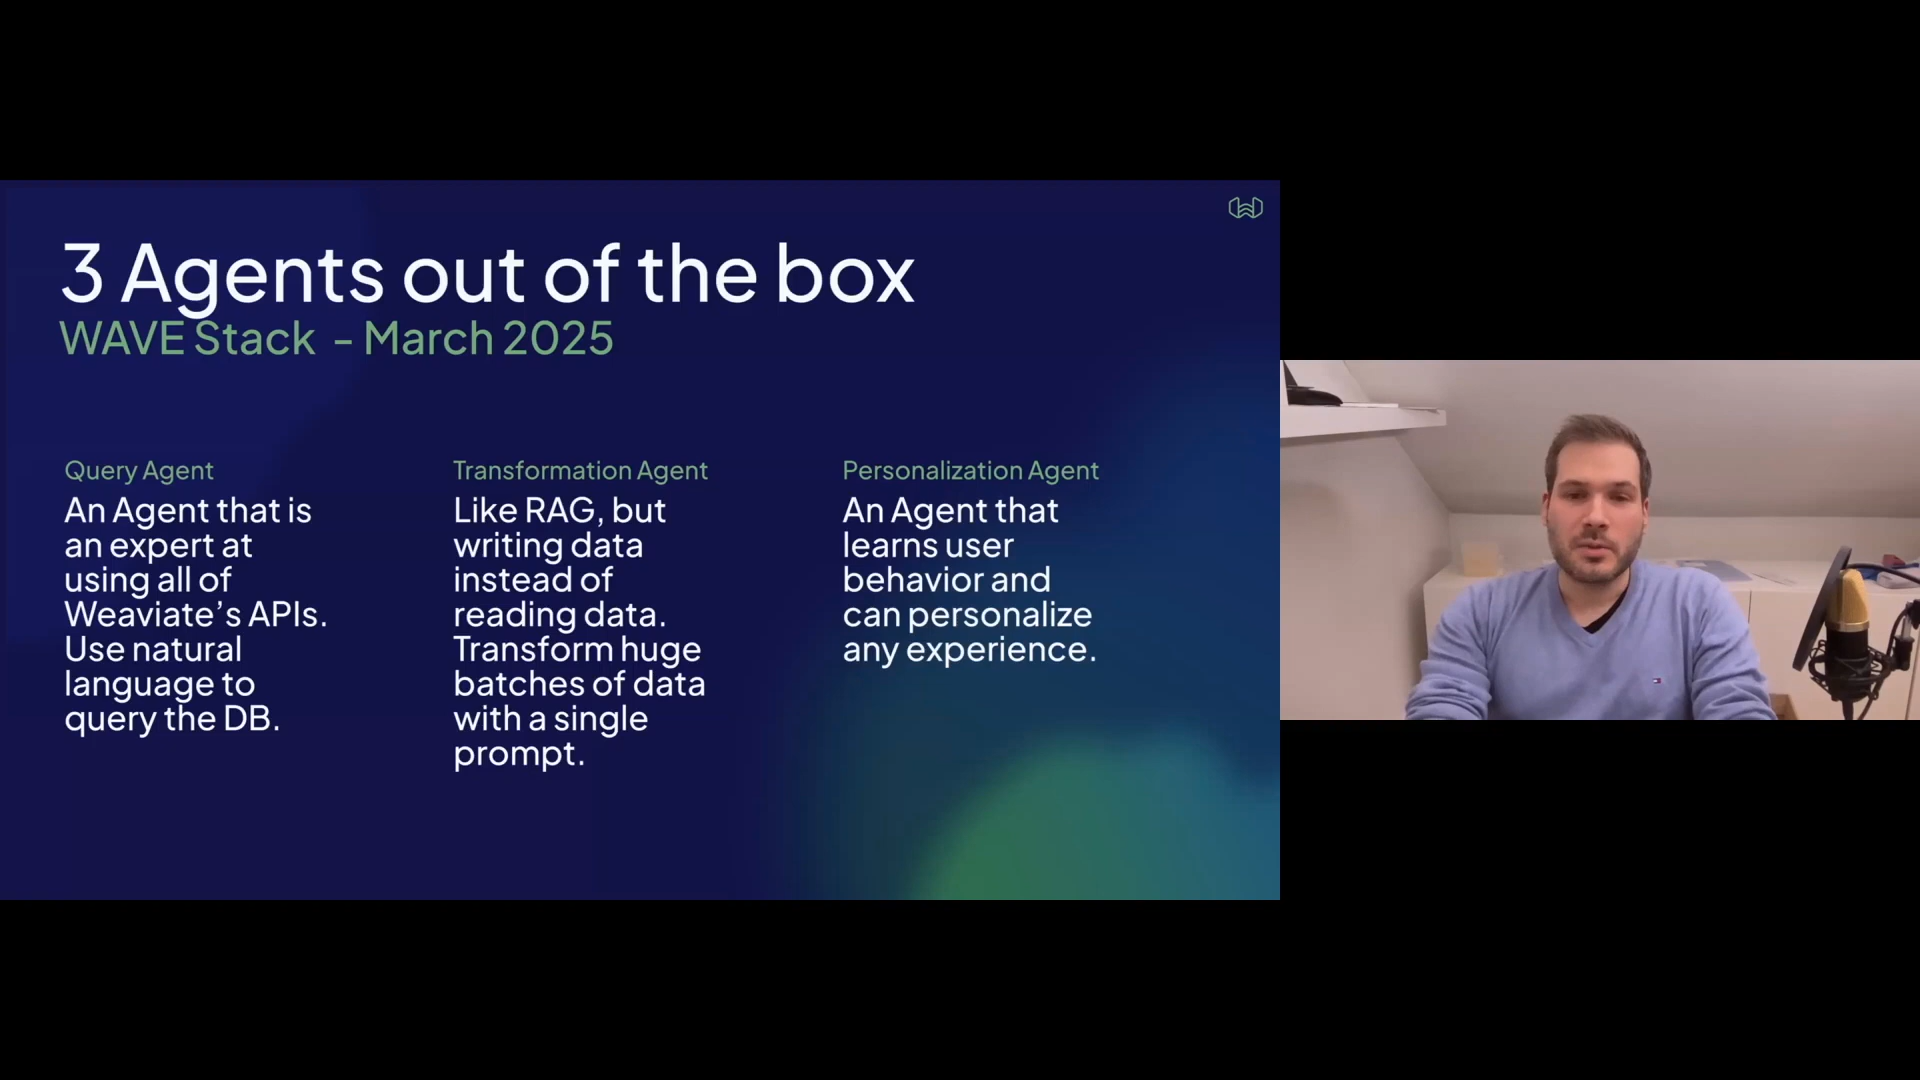 3 Agents out of the box
WAVE Stack - March 2025
Query Agent
An Agent that is
an expert at
using all of
Weaviate's APIs.
Use natural
language to
query the DB.
Transformation Agent
Like RAG, but
writing data
instead of
reading data.
Transform huge
batches of data
with a single
prompt.
Personalization Agent
An Agent that
learns user
behavior and
can personalize
any experience.